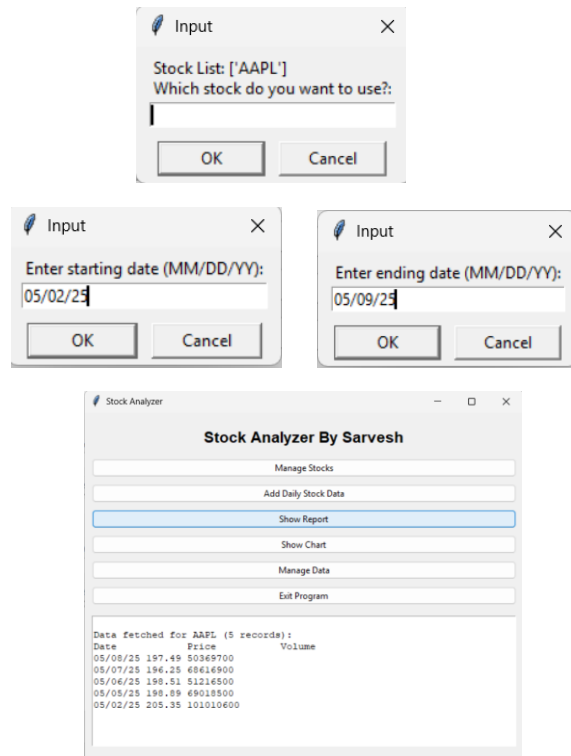 Input
Stock List: ['AAPL']
Which stock do you want to use?:
OK Cancel
Input
Enter starting date (MM/DD/YY):
05/02/25
OK Cancel
Input
Enter ending date (MM/DD/YY):
05/09/25
OK Cancel
Stock Analyzer
Stock Analyzer By Sarvesh
Manage Stocks
Add Daily Stock Data
Show Report
Show Chart
Manage Data
Exit Program
Data fetched for AAPL (5 records):
Date Price Volume
05/08/25 197.49 50369700
05/07/25 196.25 68616900
05/06/25 198.51 51216500
05/05/25 198.89 69018500
05/02/25 205.35 101010600